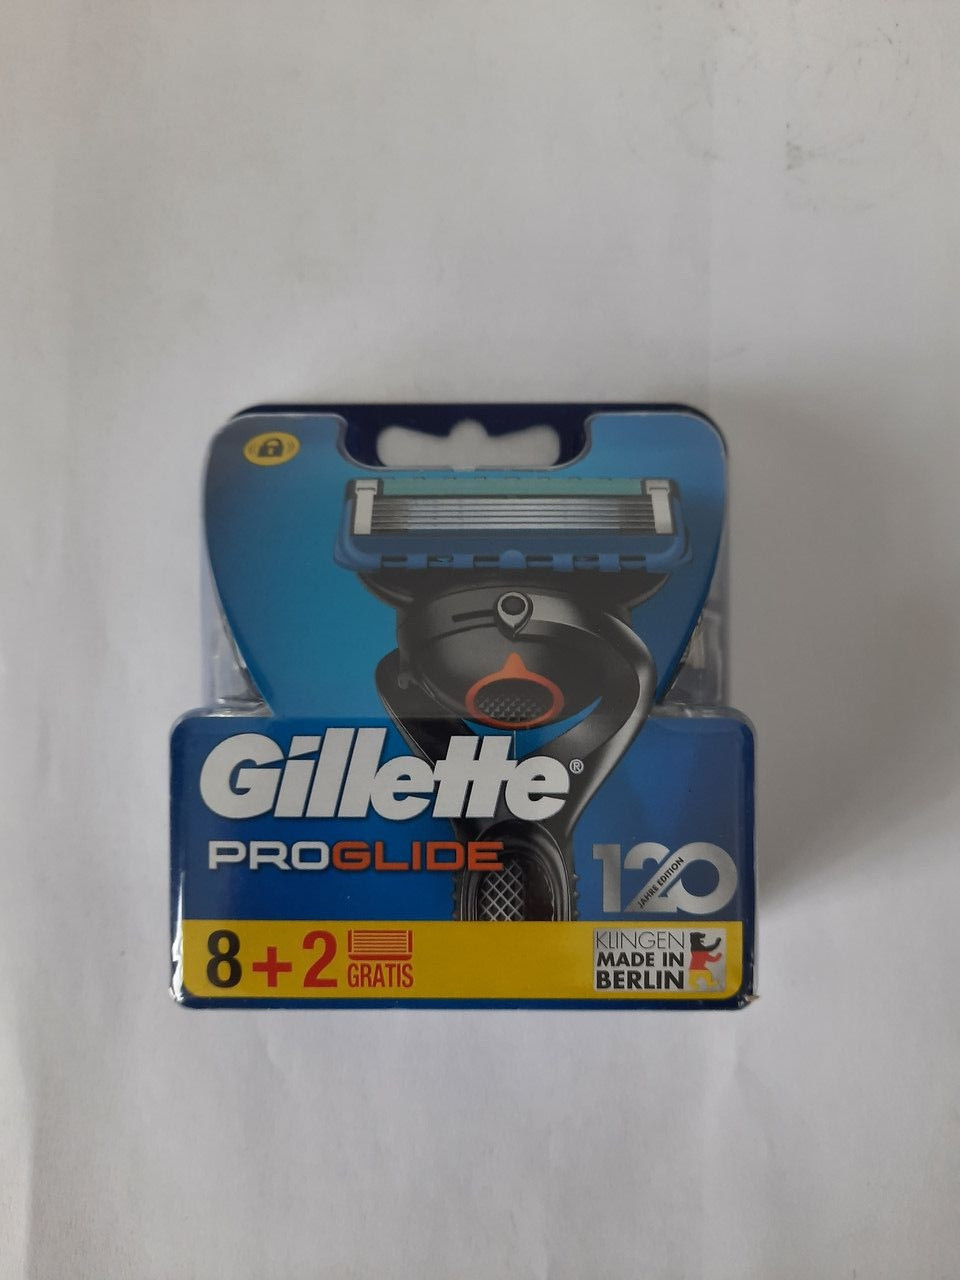 Gillette®
PROGLIDE
120
JAHRE EDITION
8+2 GRATIS
KLINGEN
MADE IN
BERLIN